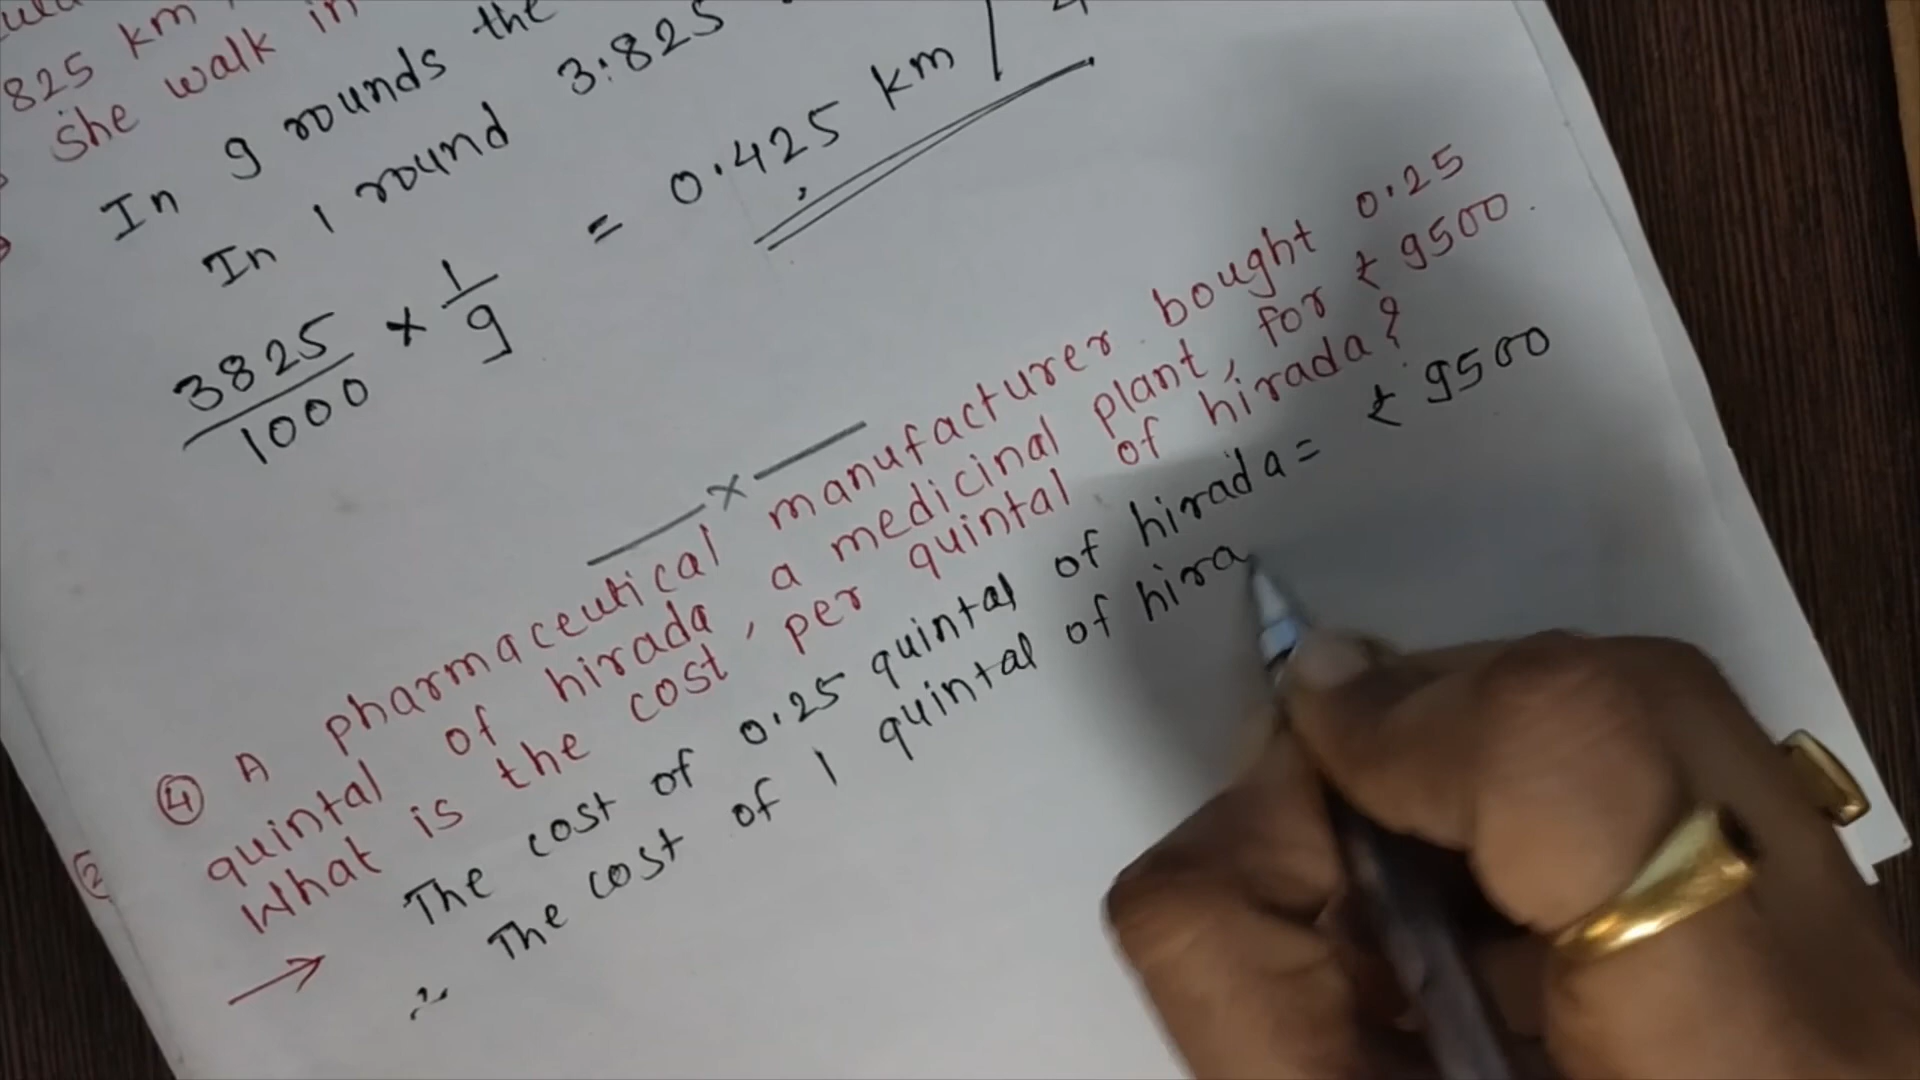 825 km
She walk in
In 9 rounds the
In 1 round 3.825
3825/1000 × 1/9 = 0.425 km
×
④ A pharmaceutical manufacturer bought 0.25
quintal of hirada, a medicinal plant, for ₹ 9500.
What is the cost, per quintal of hirada?
→ The cost of 0.25 quintal of hirada = ₹ 9500
∴ The cost of 1 quintal of hira